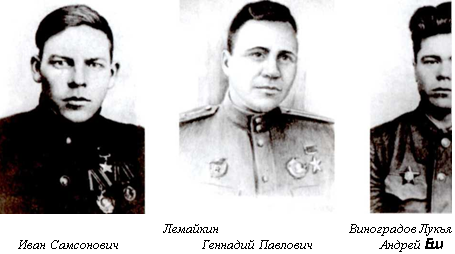 Лемайкин Виноградов Лукья
Иван Самсонович Геннадий Павлович Андрей